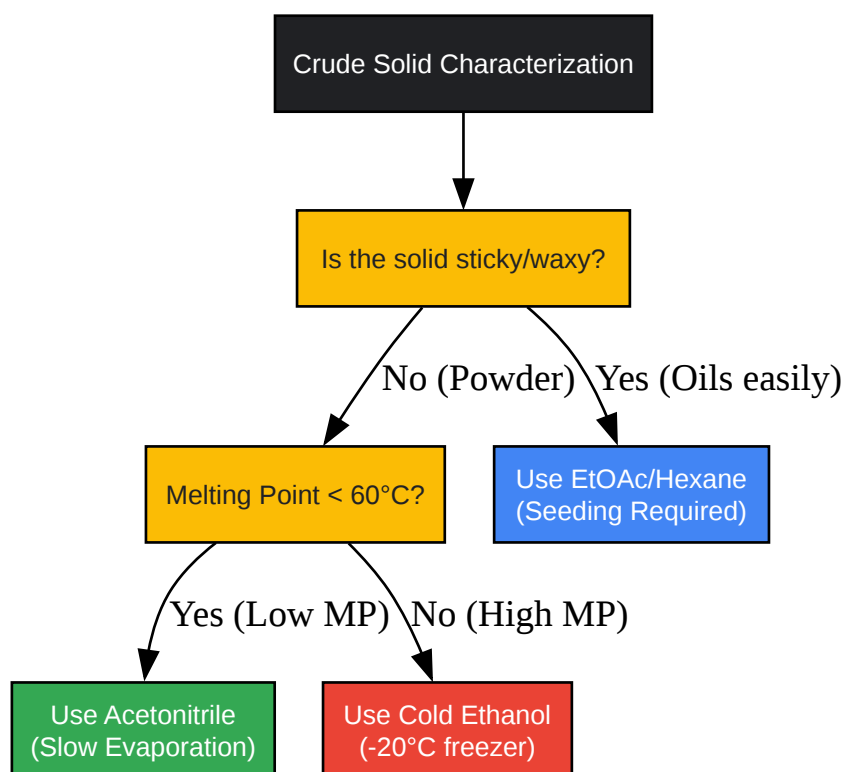 Crude Solid Characterization
Is the solid sticky/waxy?
No (Powder)
Yes (Oils easily)
Melting Point < 60°C?
Use EtOAc/Hexane
(Seeding Required)
Yes (Low MP)
No (High MP)
Use Acetonitrile
(Slow Evaporation)
Use Cold Ethanol
(-20°C freezer)